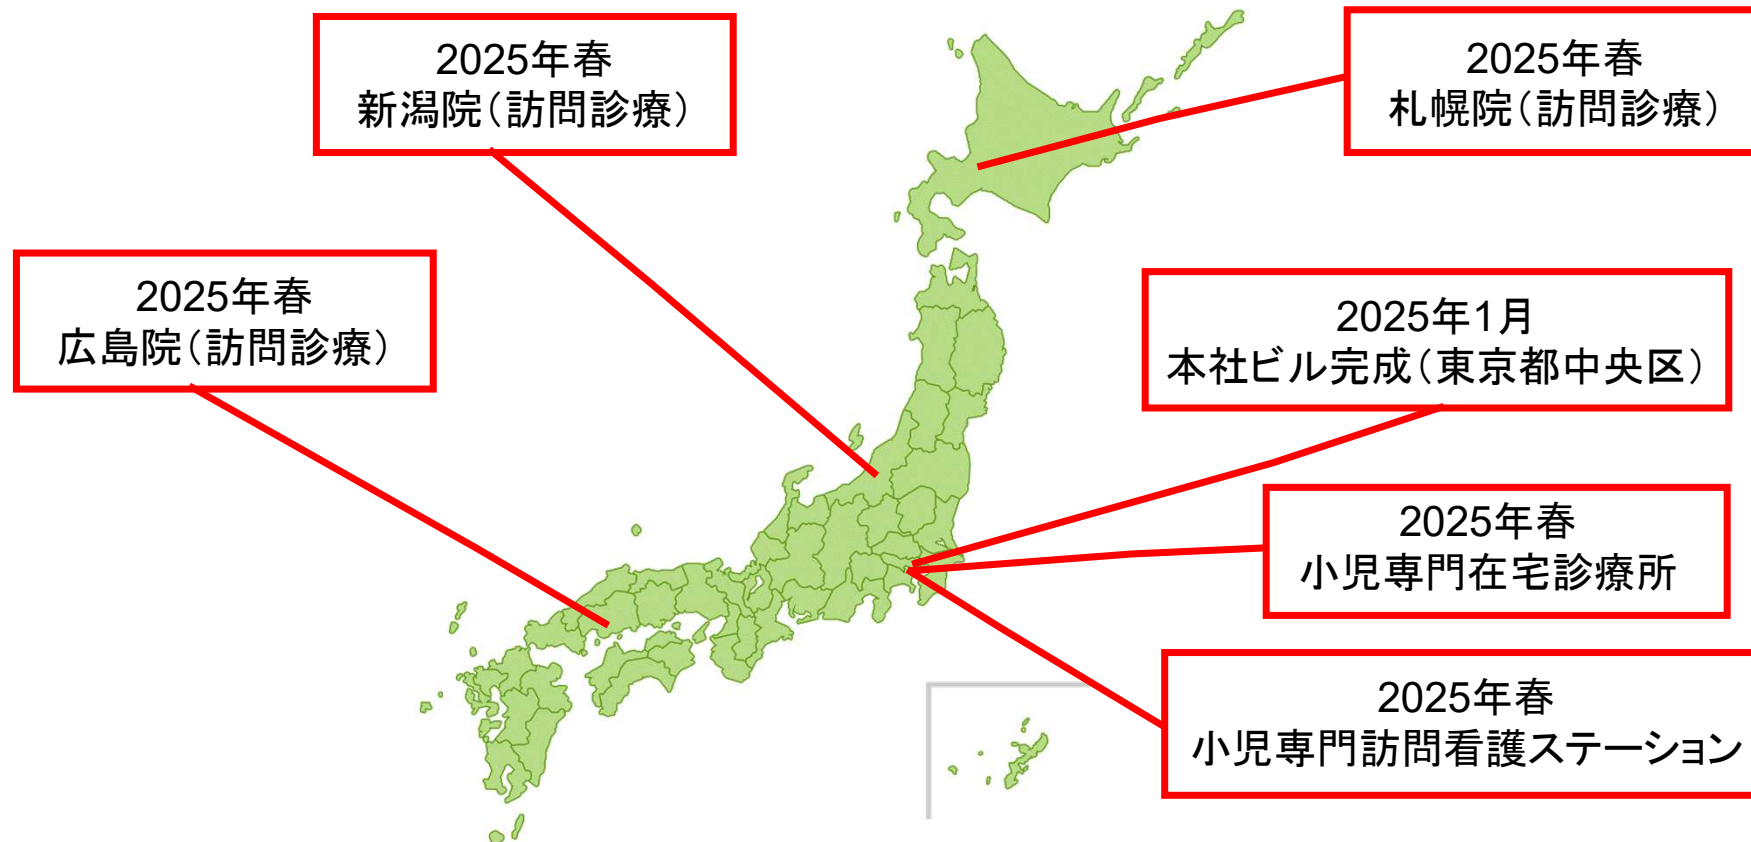 2025年春
新潟院（訪問診療）
2025年春
札幌院（訪問診療）
2025年春
広島院（訪問診療）
2025年1月
本社ビル完成（東京都中央区）
2025年春
小児専門在宅診療所
2025年春
小児専門訪問看護ステーション